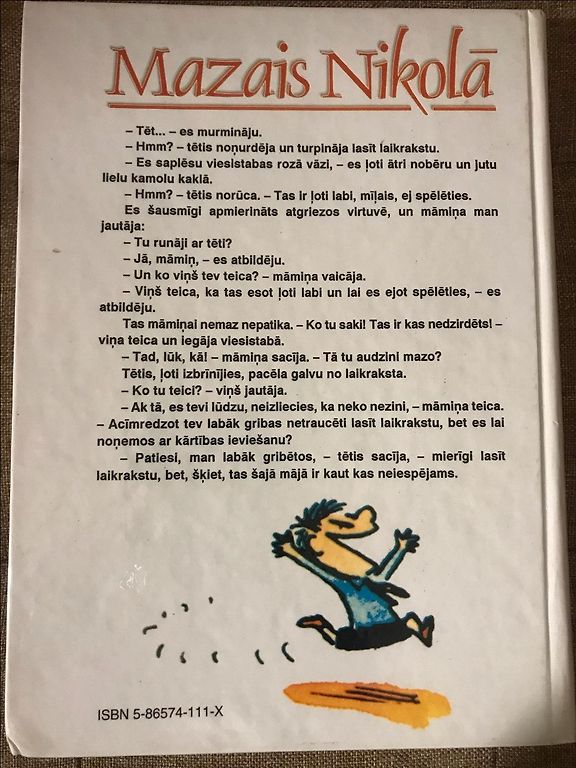 Mazais Nikolā
– Tēt... – es murmināju.
– Hmm? – tētis noņurdēja un turpināja lasīt laikrakstu.
– Es saplēsu viesistabas rozā vāzi, – es ļoti ātri nobēru un jutu
lielu kamolu kaklā.
– Hmm? – tētis norūca. – Tas ir ļoti labi, mīļais, ej spēlēties.
Es šausmīgi apmierināts atgriezos virtuvē, un māmiņa man
jautāja:
– Tu runāji ar tēti?
– Jā, māmiņ, – es atbildēju.
– Un ko viņš tev teica? – māmiņa vaicāja.
– Viņš teica, ka tas esot ļoti labi un lai es ejot spēlēties, – es
atbildēju.
Tas māmiņai nemaz nepatika. – Ko tu saki! Tas ir kas nedzirdēts! –
viņa teica un iegāja viesistabā.
– Tad, lūk, kā! – māmiņa sacīja. – Tā tu audzini mazo?
Tētis, ļoti izbrīnījies, pacēla galvu no laikraksta.
– Ko tu teici? – viņš jautāja.
– Ak tā, es tevi lūdzu, neizliecies, ka neko nezini, – māmiņa teica.
– Acīmredzot tev labāk gribas netraucēti lasīt laikrakstu, bet es lai
noņemos ar kārtības ieviešanu?
– Patiesi, man labāk gribētos, – tētis sacīja, – mierīgi lasīt
laikrakstu, bet, šķiet, tas šajā mājā ir kaut kas neiespējams.
ISBN 5-86574-111-X